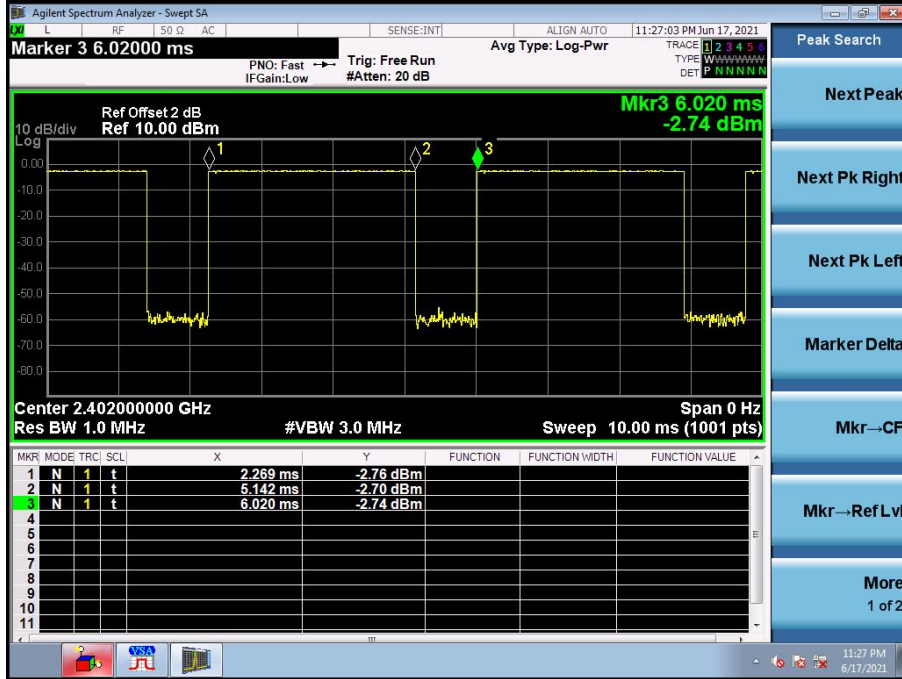 Agilent Spectrum Analyzer - Swept SA
LXI L RF 50 Ω AC SENSE:INT ALIGN AUTO 11:27:03 PM Jun 17, 2021
Marker 3 6.02000 ms
PNO: Fast
IFGain:Low
Trig: Free Run
#Atten: 20 dB
Avg Type: Log-Pwr
TRACE 1 2 3 4 5 6
TYPE WWWWWW
DET P N N N N N
Peak Search
Next Peak
Next Pk Right
Next Pk Left
Marker Delta
Mkr→CF
Mkr→Ref Lvl
More
1 of 2
Mkr3 6.020 ms
-2.74 dBm
Ref Offset 2 dB
10 dB/div Ref 10.00 dBm
Log
1 2 3
0.00
-10.0
-20.0
-30.0
-40.0
-50.0
-60.0
-70.0
-80.0
Center 2.402000000 GHz Span 0 Hz
Res BW 1.0 MHz #VBW 3.0 MHz Sweep 10.00 ms (1001 pts)
MKR MODE TRC SCL X Y FUNCTION FUNCTION WIDTH FUNCTION VALUE
1 N 1 t 2.269 ms -2.76 dBm
2 N 1 t 5.142 ms -2.70 dBm
3 N 1 t 6.020 ms -2.74 dBm
4
5
6
7
8
9
10
11
VSA
11:27 PM
6/17/2021